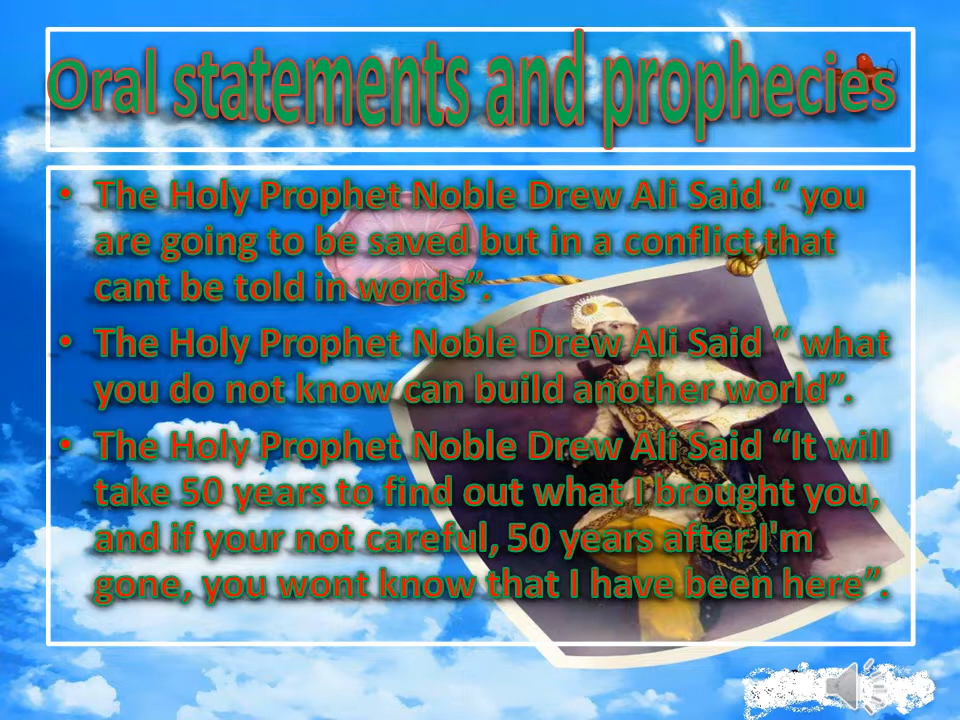 Oral statements and prophecies
• The Holy Prophet Noble Drew Ali Said “ you
are going to be saved but in a conflict that
cant be told in words”.
• The Holy Prophet Noble Drew Ali Said “ what
you do not know can build another world”.
• The Holy Prophet Noble Drew Ali Said “It will
take 50 years to find out what I brought you,
and if your not careful, 50 years after I'm
gone, you wont know that I have been here”.